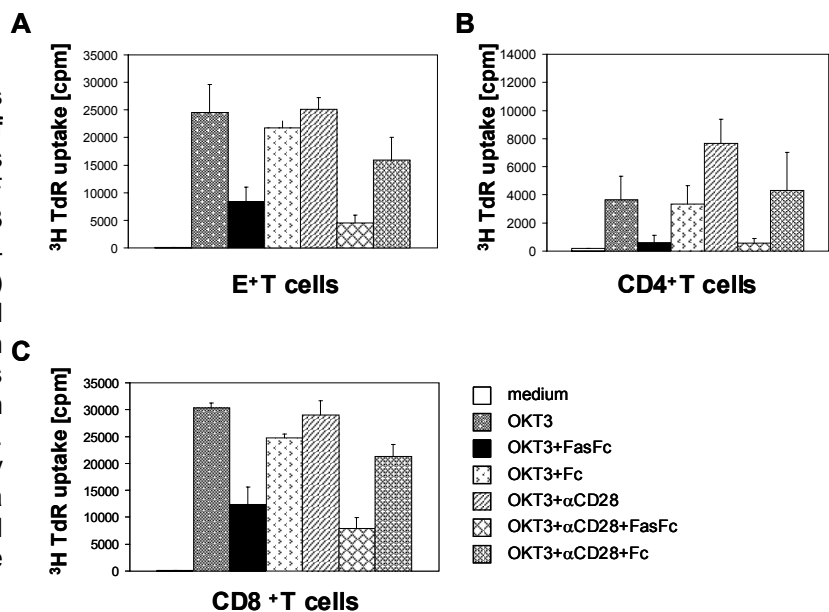 A
35000
30000
25000
20000
15000
10000
5000
0
³H TdR uptake [cpm]
E⁺T cells
B
14000
12000
10000
8000
6000
4000
2000
0
³H TdR uptake [cpm]
CD4⁺T cells
C
35000
30000
25000
20000
15000
10000
5000
0
³H TdR uptake [cpm]
CD8 ⁺T cells
medium
OKT3
OKT3+FasFc
OKT3+Fc
OKT3+αCD28
OKT3+αCD28+FasFc
OKT3+αCD28+Fc